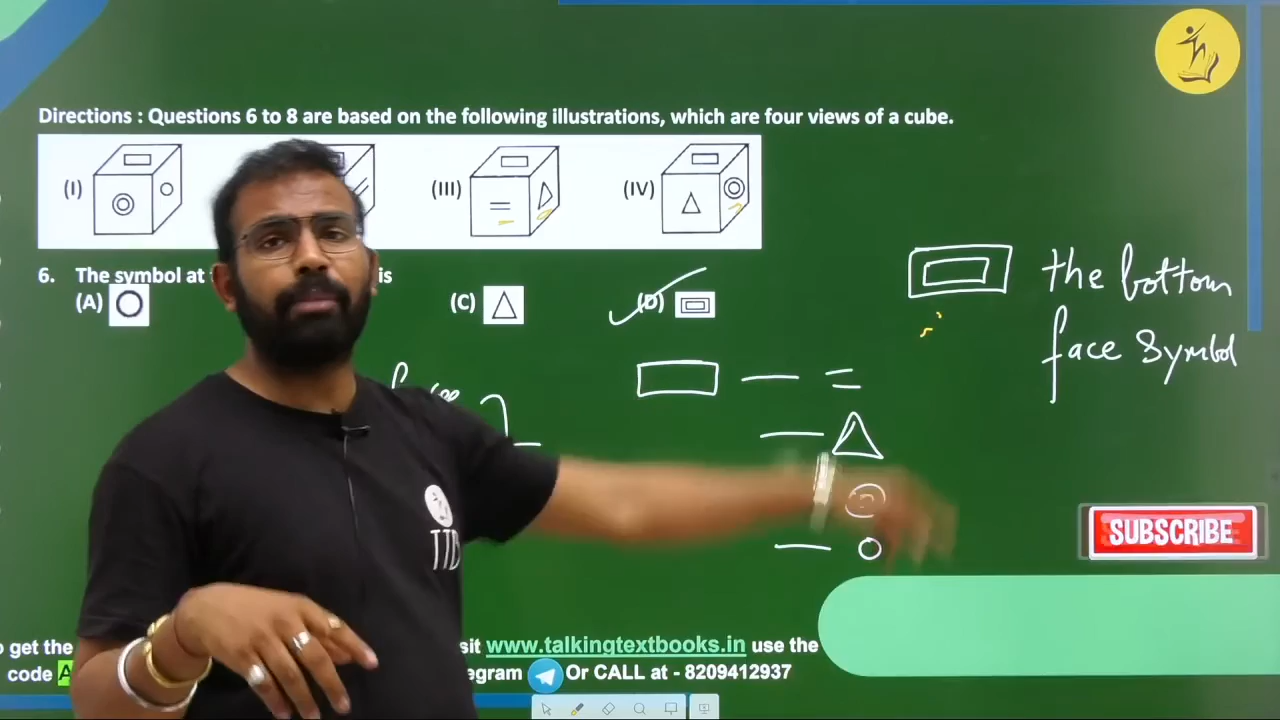 Directions : Questions 6 to 8 are based on the following illustrations, which are four views of a cube.
(I)
(III)
(IV)
6. The symbol at is
(A)
(C)
(D)
the bottom
face Symbol
=
TTB
SUBSCRIBE
to get the sit www.talkingtextbooks.in use the
code A egram Or CALL at - 8209412937